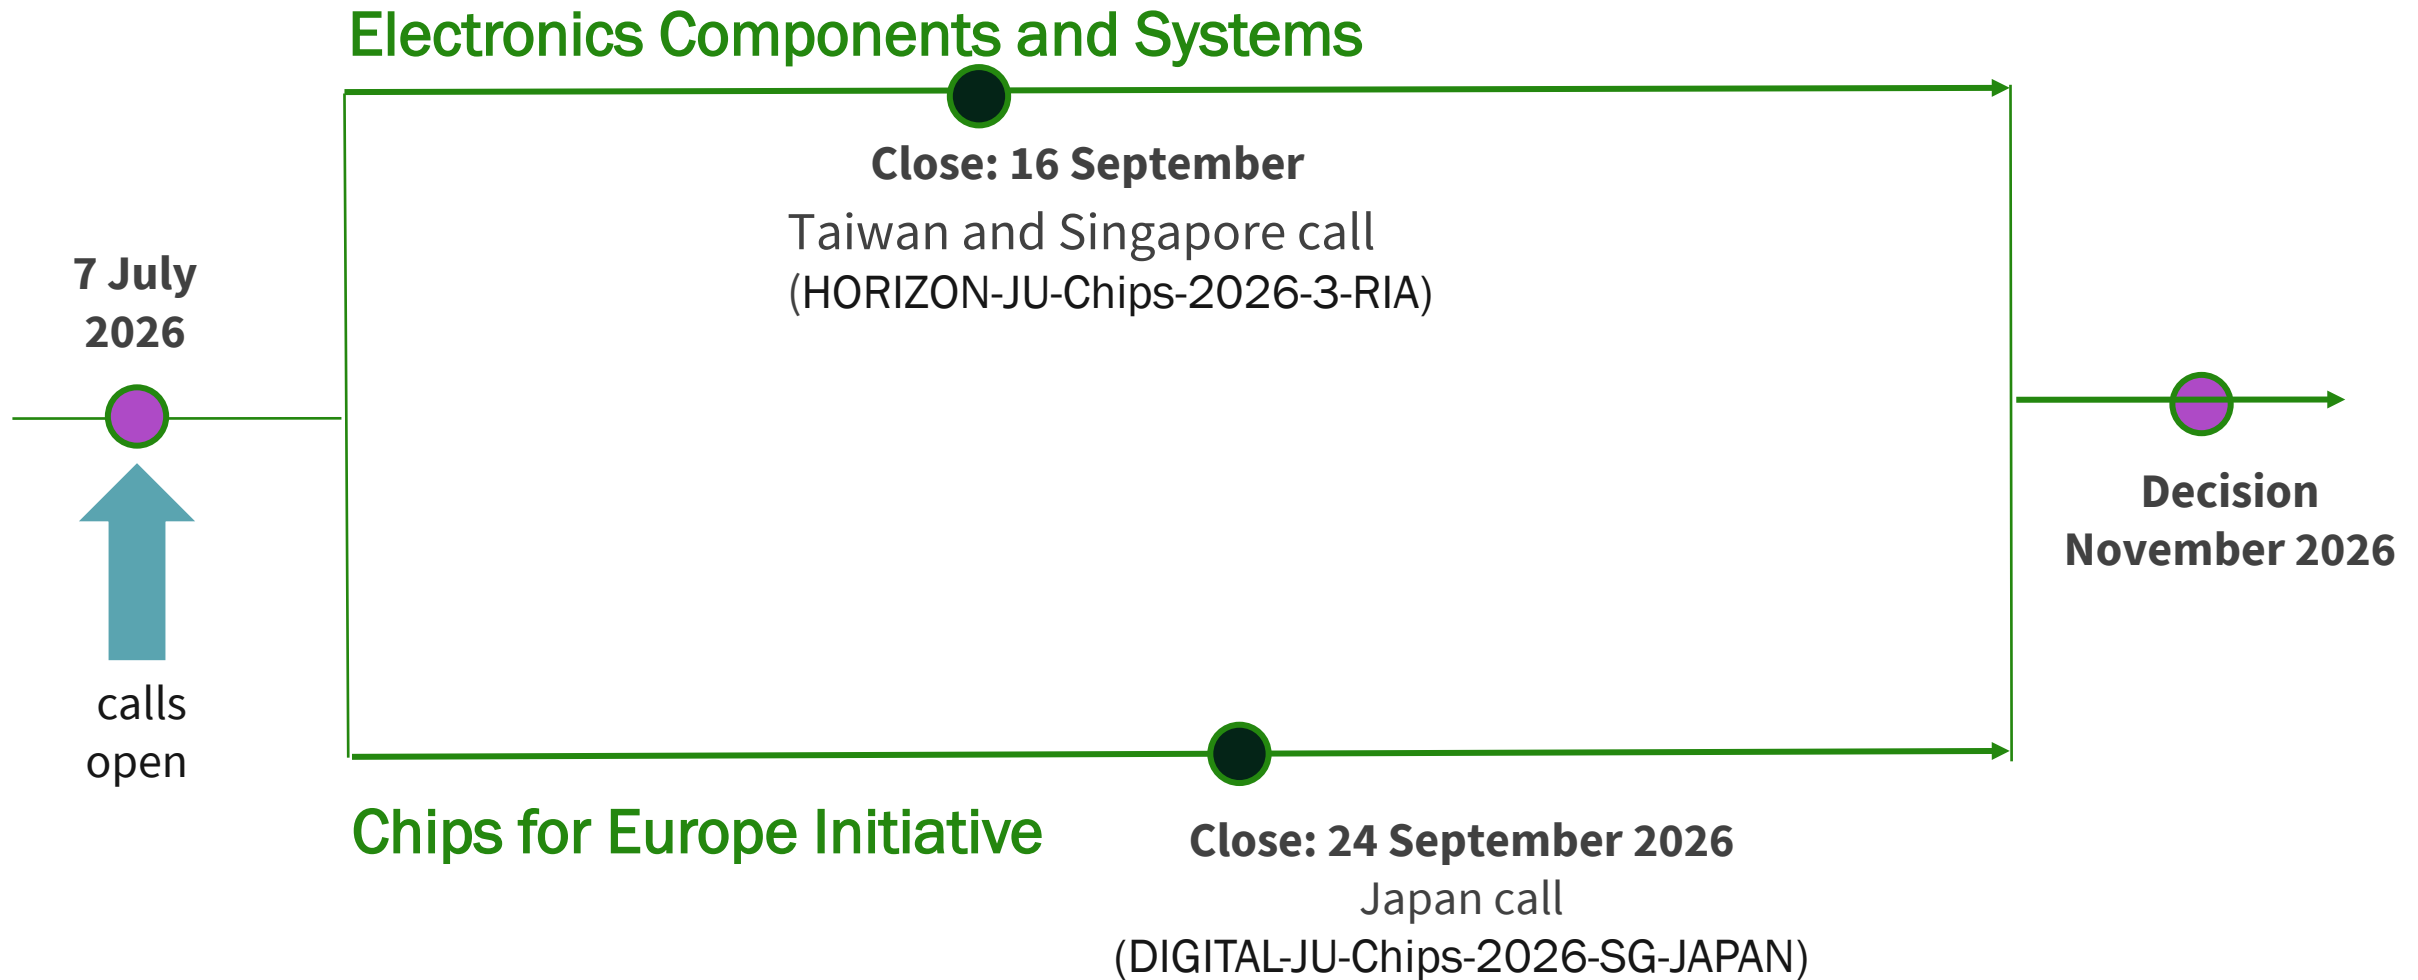 Electronics Components and Systems
Close: 16 September
Taiwan and Singapore call
(HORIZON-JU-Chips-2026-3-RIA)
7 July
2026
calls
open
Decision
November 2026
Chips for Europe Initiative
Close: 24 September 2026
Japan call
(DIGITAL-JU-Chips-2026-SG-JAPAN)